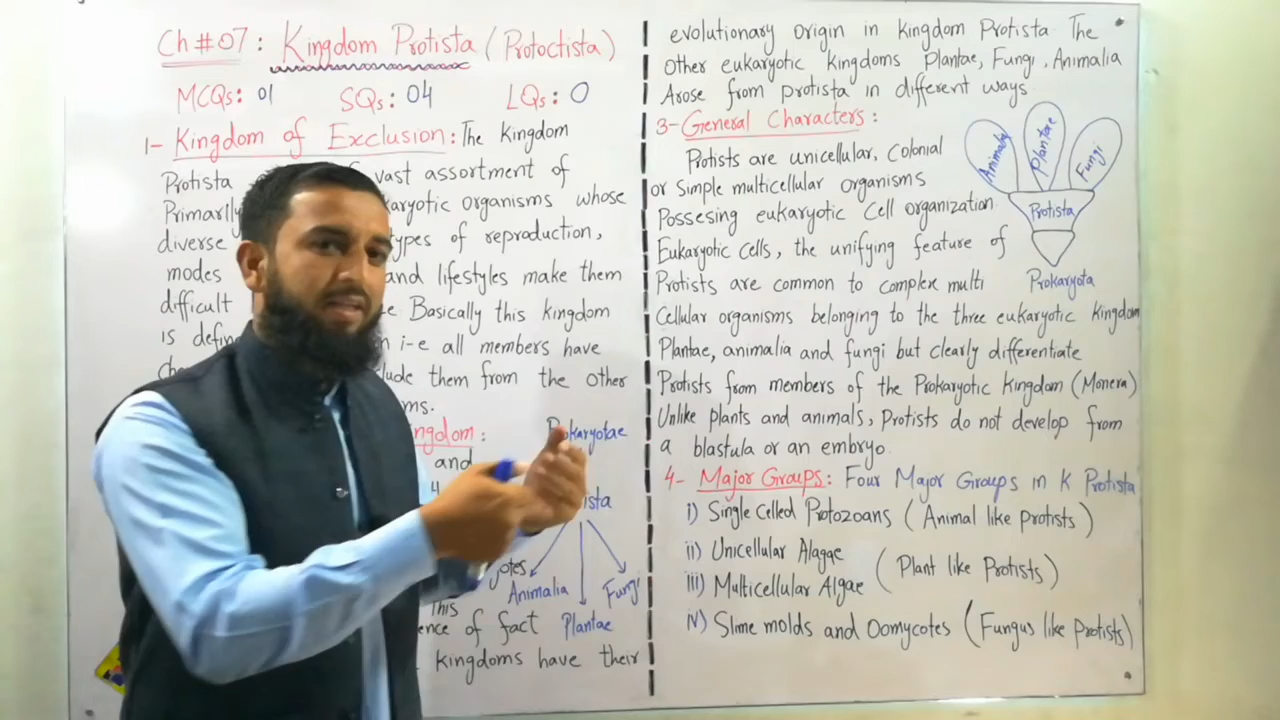 Ch # 07 : Kingdom Protista (Protoctista)
MCQs: 01 SQs: 04 LQs: 0
1- Kingdom of Exclusion: The Kingdom
Protista vast assortment of
Primartly karyotic organisms whose
diverse types of reproduction,
modes and lifestyles make them
difficult Basically this kingdom
is defin i-e all members have
lude them from the other
ms.
ngdom:
and
4
otes
This
ence of fact
kingdoms have their
Prokaryotae
ista
Animalia
Plantae
Fungi
evolutionary origin in kingdom Protista The
Other eukaryotic kingdoms Plantae, Fungi, Animalia
Arose from protista in different ways
3- General Characters:
Protists are unicellular, Colonial
or Simple multicellular organisms
Possesing eukaryotic Cell organization.
Eukaryotic cells, the unifying feature of
Protists are common to complex multi
Cellular organisms belonging to the three eukaryotic kingdom
Plantae, animalia and fungi but clearly differentiate
Protists from members of the Prokaryotic Kingdom (Monera)
Unlike plants and animals, Protists do not develop from
a blastula or an embryo.
Animalia
Plantae
Fungi
Protista
Prokaryota
4- Major Groups: Four Major Groups in K Protista
i) Single Celled Protozoans (Animal like protists)
ii) Unicellular Alagae
iii) Multicellular Algae
(Plant like Protists)
iv) Slime molds and Oomycotes (Fungus like Protists)